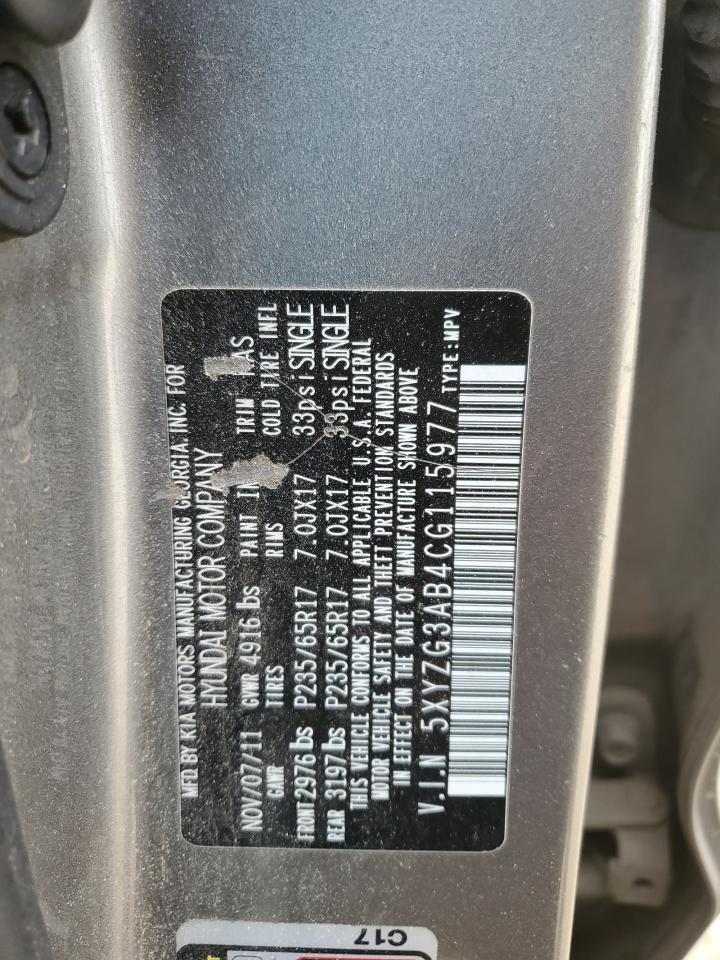 MFD BY KIA MOTORS MANUFACTURING GEORGIA, INC. FOR
HYUNDAI MOTOR COMPANY
NOV/07/11 GVWR 4916 lbs PAINT TRIM
GAWR TIRES RIMS COLD TIRE INFL
FRONT 2976 lbs P235/65R17 7.0JX17 33psi SINGLE
REAR 3197 lbs P235/65R17 7.0JX17 33psi SINGLE
THIS VEHICLE CONFORMS TO ALL APPLICABLE U.S.A. FEDERAL
MOTOR VEHICLE SAFETY AND THEFT PREVENTION STANDARDS
IN EFFECT ON THE DATE OF MANUFACTURE SHOWN ABOVE
V.I.N 5XYZG3AB4CG115977 TYPE:MPV
C17